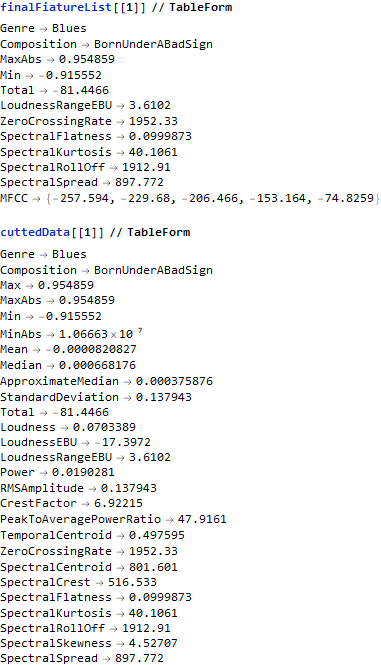 finalFiatureList[[1]] // TableForm
Genre → Blues
Composition → BornUnderABadSign
MaxAbs → 0.954859
Min → -0.915552
Total → -81.4466
LoudnessRangeEBU → 3.6102
ZeroCrossingRate → 1952.33
SpectralFlatness → 0.0999873
SpectralKurtosis → 40.1061
SpectralRollOff → 1912.91
SpectralSpread → 897.772
MFCC → {-257.594, -229.68, -206.466, -153.164, -74.8259}
cuttedData[[1]] // TableForm
Genre → Blues
Composition → BornUnderABadSign
Max → 0.954859
MaxAbs → 0.954859
Min → -0.915552
MinAbs → 1.06663×10^-7
Mean → -0.0000820827
Median → 0.000668176
ApproximateMedian → 0.000375876
StandardDeviation → 0.137943
Total → -81.4466
Loudness → 0.0703389
LoudnessEBU → -17.3972
LoudnessRangeEBU → 3.6102
Power → 0.0190281
RMSAmplitude → 0.137943
CrestFactor → 6.92215
PeakToAveragePowerRatio → 47.9161
TemporalCentroid → 0.497595
ZeroCrossingRate → 1952.33
SpectralCentroid → 801.601
SpectralCrest → 516.533
SpectralFlatness → 0.0999873
SpectralKurtosis → 40.1061
SpectralRollOff → 1912.91
SpectralSkewness → 4.52707
SpectralSpread → 897.772